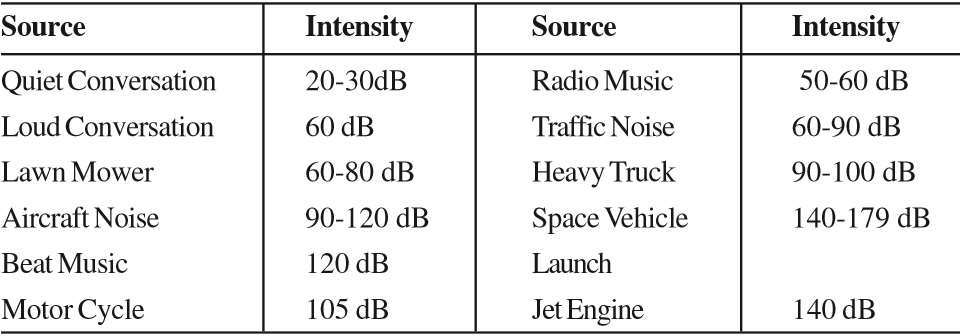 Source Intensity Source Intensity
Quiet Conversation 20-30dB Radio Music 50-60 dB
Loud Conversation 60 dB Traffic Noise 60-90 dB
Lawn Mower 60-80 dB Heavy Truck 90-100 dB
Aircraft Noise 90-120 dB Space Vehicle 140-179 dB
Beat Music 120 dB Launch
Motor Cycle 105 dB Jet Engine 140 dB